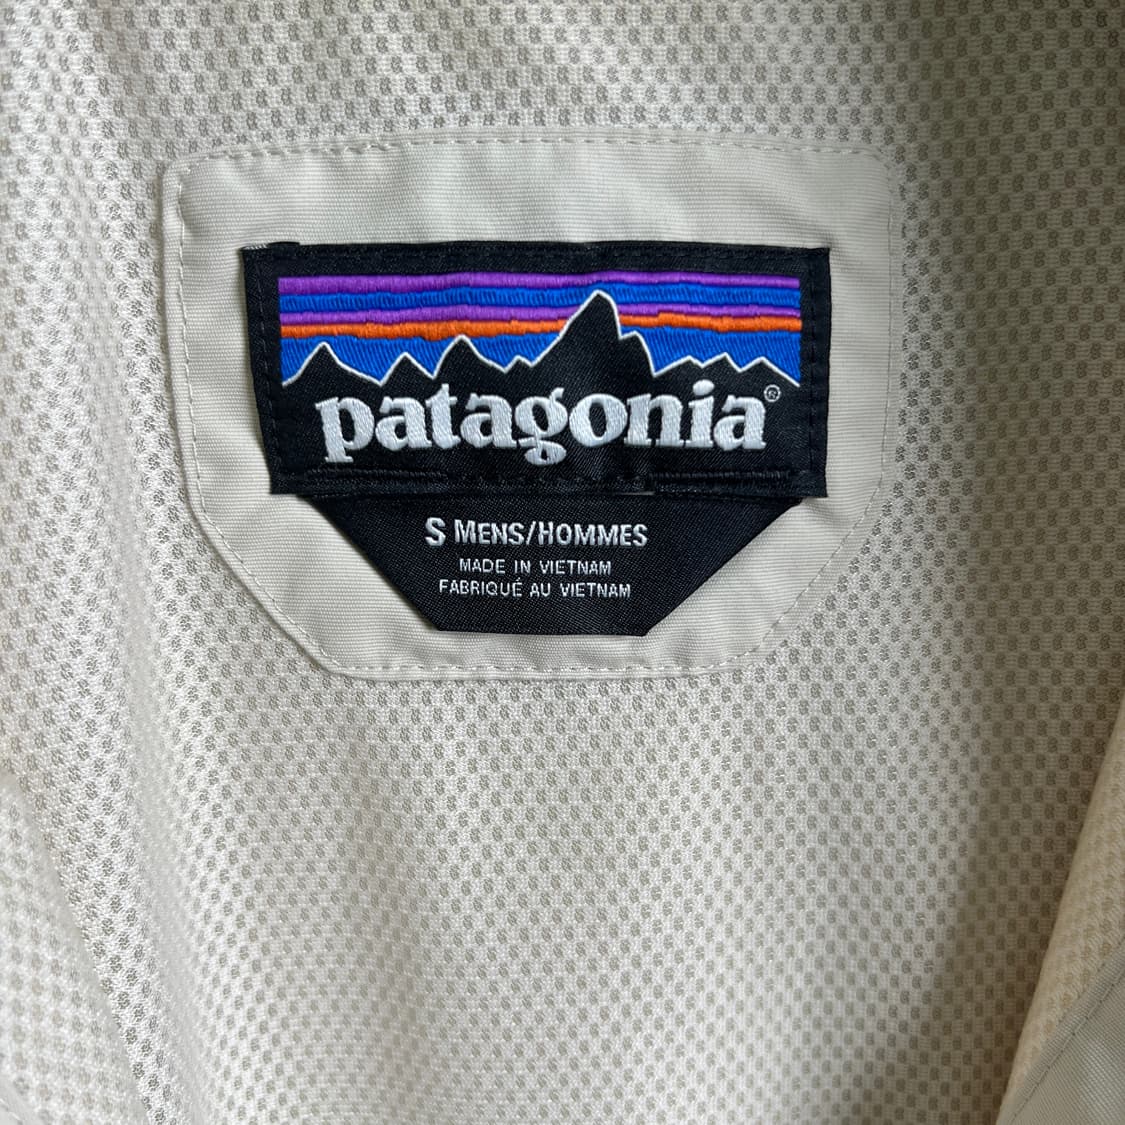 patagonia®
S MENS/HOMMES
MADE IN VIETNAM
FABRIQUÉ AU VIETNAM